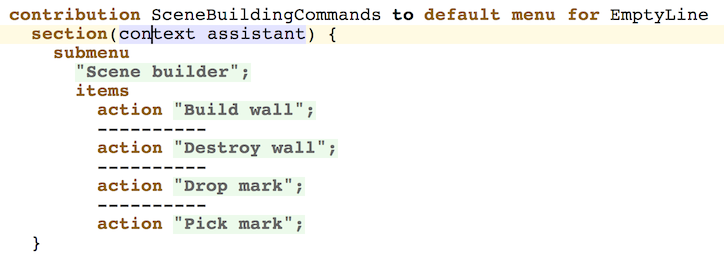 contribution SceneBuildingCommands to default menu for EmptyLine
section(context assistant) {
submenu
"Scene builder";
items
action "Build wall";
----------
action "Destroy wall";
----------
action "Drop mark";
----------
action "Pick mark";
}